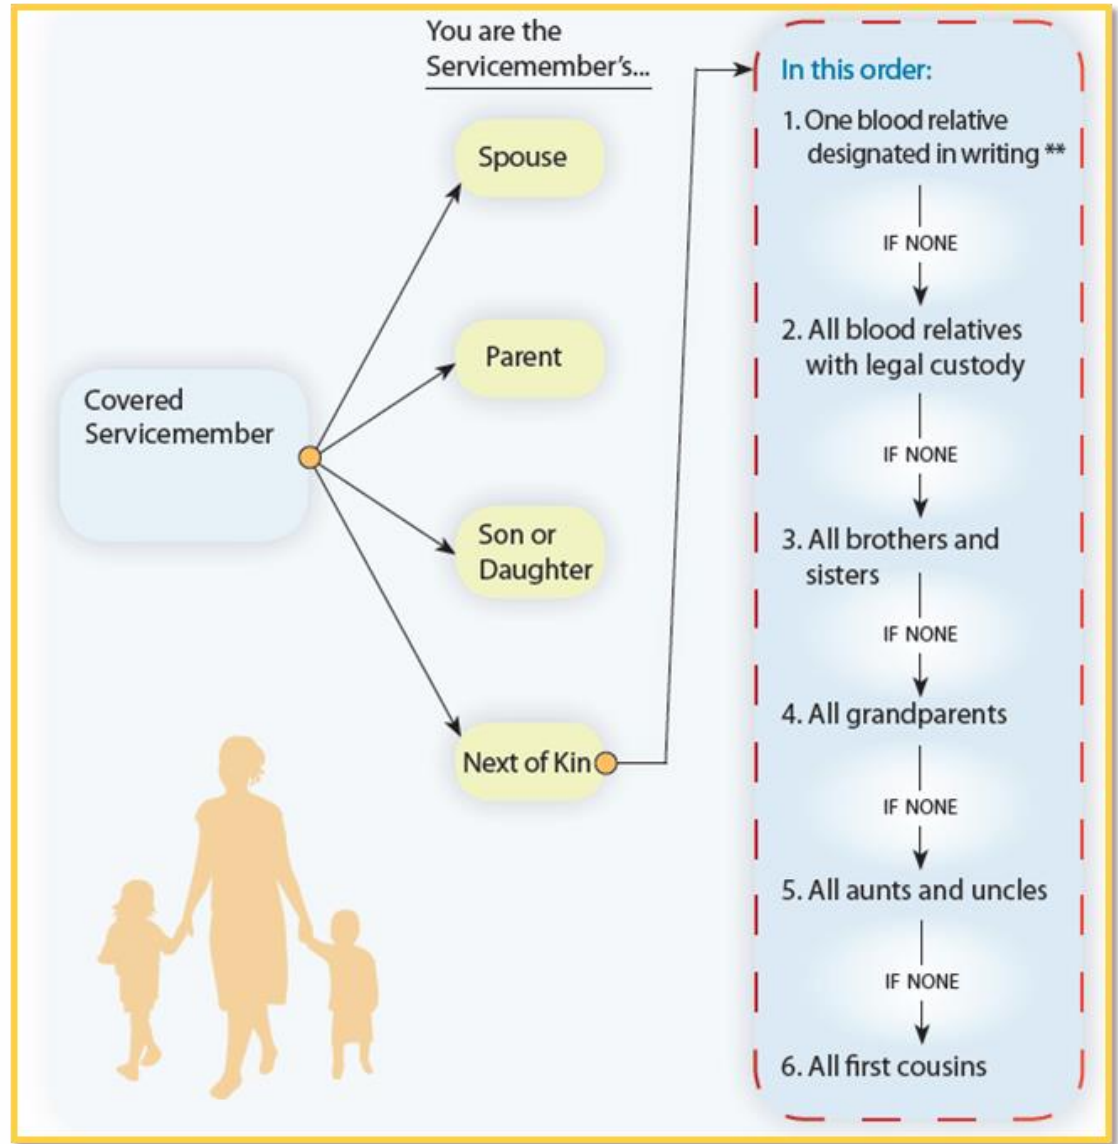 You are the
Servicemember's...
Spouse
Parent
Covered
Servicemember
Son or
Daughter
Next of Kin
In this order:
1. One blood relative
designated in writing **
IF NONE
2. All blood relatives
with legal custody
IF NONE
3. All brothers and
sisters
IF NONE
4. All grandparents
IF NONE
5. All aunts and uncles
IF NONE
6. All first cousins